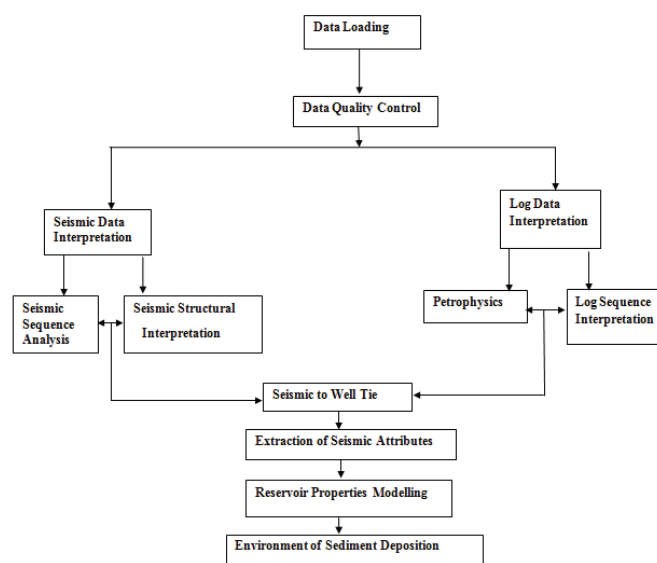 Data Loading
Data Quality Control
Seismic Data
Interpretation
Log Data
Interpretation
Seismic
Sequence
Analysis
Seismic Structural
Interpretation
Petrophysics
Log Sequence
Interpretation
Seismic to Well Tie
Extraction of Seismic Attributes
Reservoir Properties Modelling
Environment of Sediment Deposition